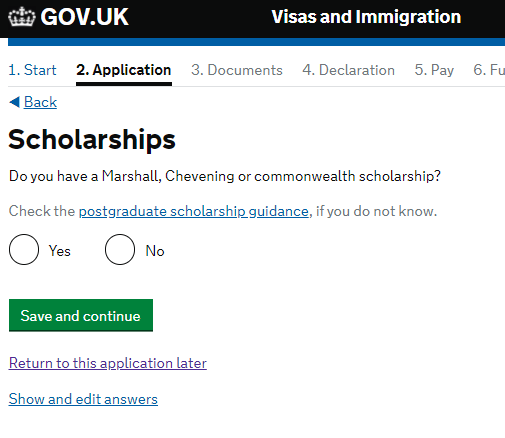 GOV.UK
Visas and Immigration
1. Start 2. Application 3. Documents 4. Declaration 5. Pay 6. Fu
Back
Scholarships
Do you have a Marshall, Chevening or commonwealth scholarship?
Check the postgraduate scholarship guidance, if you do not know.
Yes No
Save and continue
Return to this application later
Show and edit answers